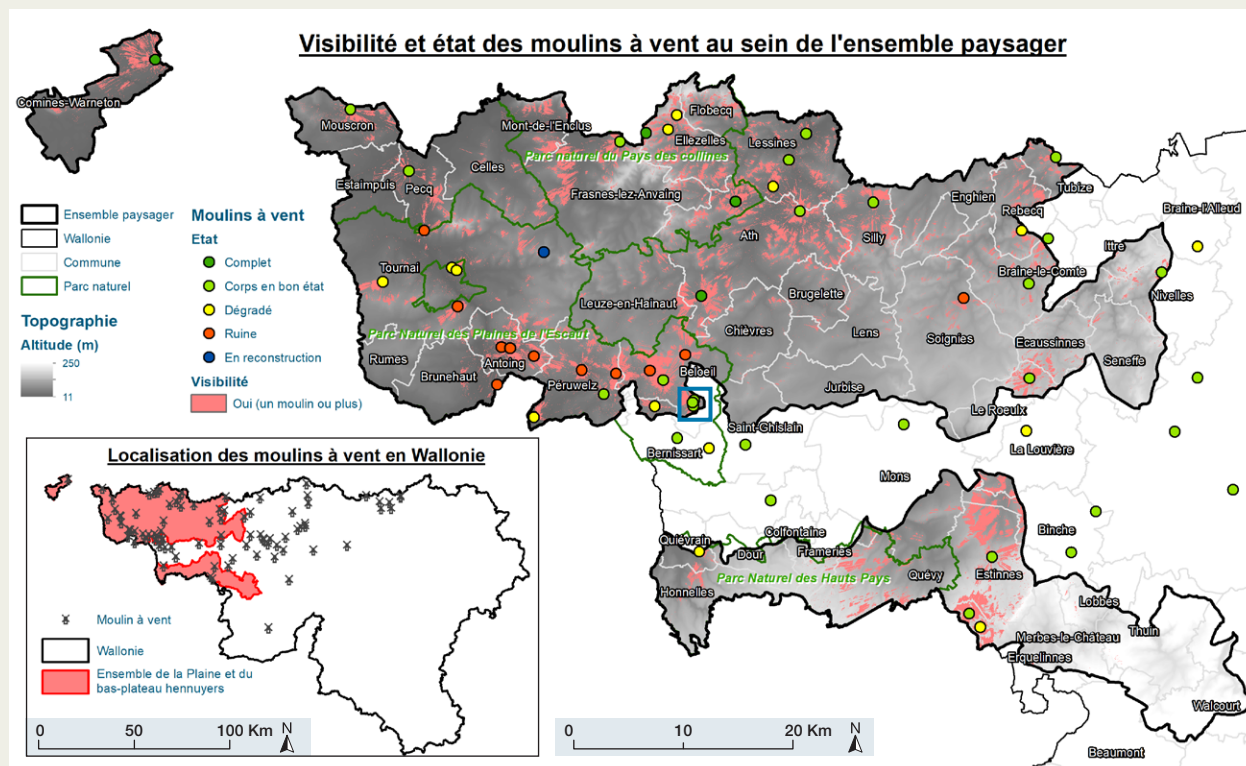 Visibilité et état des moulins à vent au sein de l'ensemble paysager
Comines-Warneton
Mouscron
Mont-de-l'Enclus
Flobecq
Ellezelles
Lessines
Parc naturel du Pays des collines
Celles
Estaimpuis
Pecq
Frasnes-lez-Anvaing
Enghien
Tubize
Rebecq
Braine-l'Alleud
Ath
Silly
Ittre
Tournai
Braine-le-Comte
Nivelles
Leuze-en-Hainaut
Brugelette
Chièvres
Lens
Soignies
Ecaussinnes
Seneffe
Parc Naturel des Plaines de l'Escaut
Rumes
Brunehaut
Antoing
Péruwelz
Beloeil
Jurbise
Le Roeulx
Saint-Ghislain
Bernissart
Mons
La Louvière
Binche
Quiévrain
Dour
Colfontaine
Frameries
Honnelles
Parc Naturel des Hauts Pays
Quévy
Estinnes
Lobbes
Merbes-le-Château
Thuin
Erquelinnes
Walcourt
Beaumont
Ensemble paysager
Wallonie
Commune
Parc naturel
Topographie
Altitude (m)
250
11
Moulins à vent
Etat
Complet
Corps en bon état
Dégradé
Ruine
En reconstruction
Visibilité
Oui (un moulin ou plus)
Localisation des moulins à vent en Wallonie
Moulin à vent
Wallonie
Ensemble de la Plaine et du
bas-plateau hennuyers
0 50 100 Km N
0 10 20 Km N